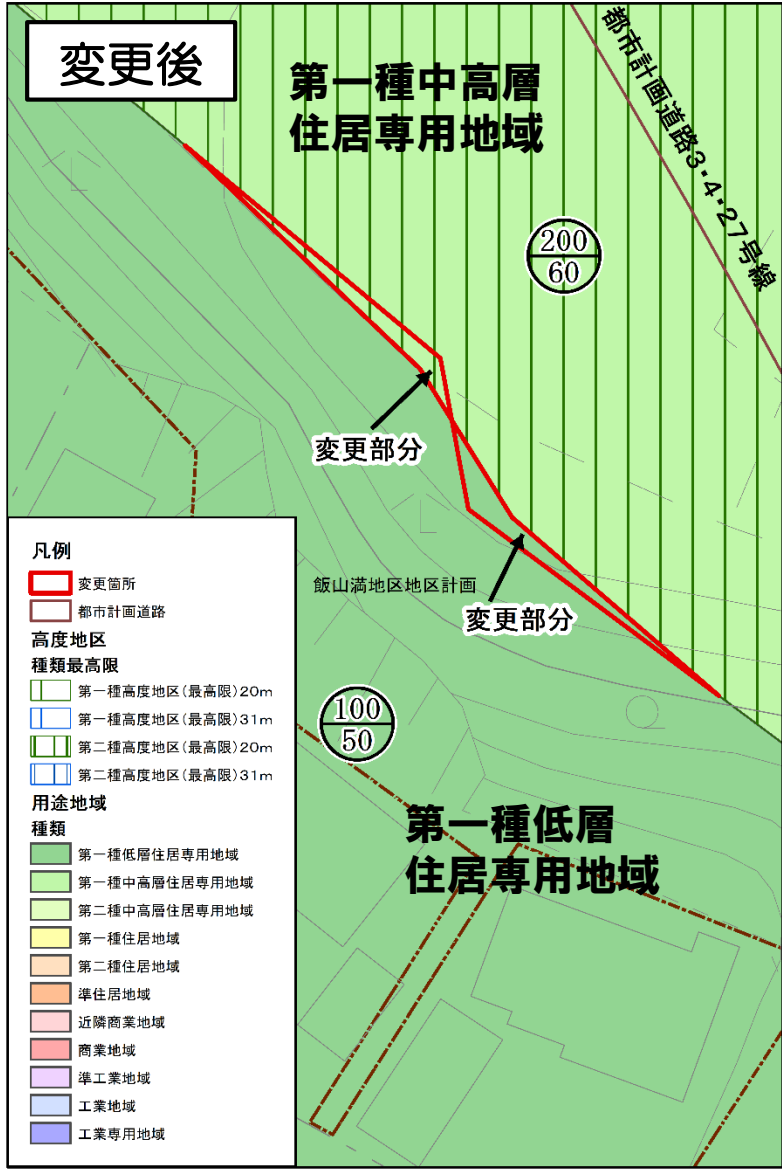 変更後
第一種中高層
住居専用地域
都市計画道路3・4・27号線
200
60
変更部分
飯山満地区地区計画
変更部分
100
50
第一種低層
住居専用地域
凡例
変更箇所
都市計画道路
高度地区
種類最高限
第一種高度地区(最高限)20m
第一種高度地区(最高限)31m
第二種高度地区(最高限)20m
第二種高度地区(最高限)31m
用途地域
種類
第一種低層住居専用地域
第一種中高層住居専用地域
第二種中高層住居専用地域
第一種住居地域
第二種住居地域
準住居地域
近隣商業地域
商業地域
準工業地域
工業地域
工業専用地域